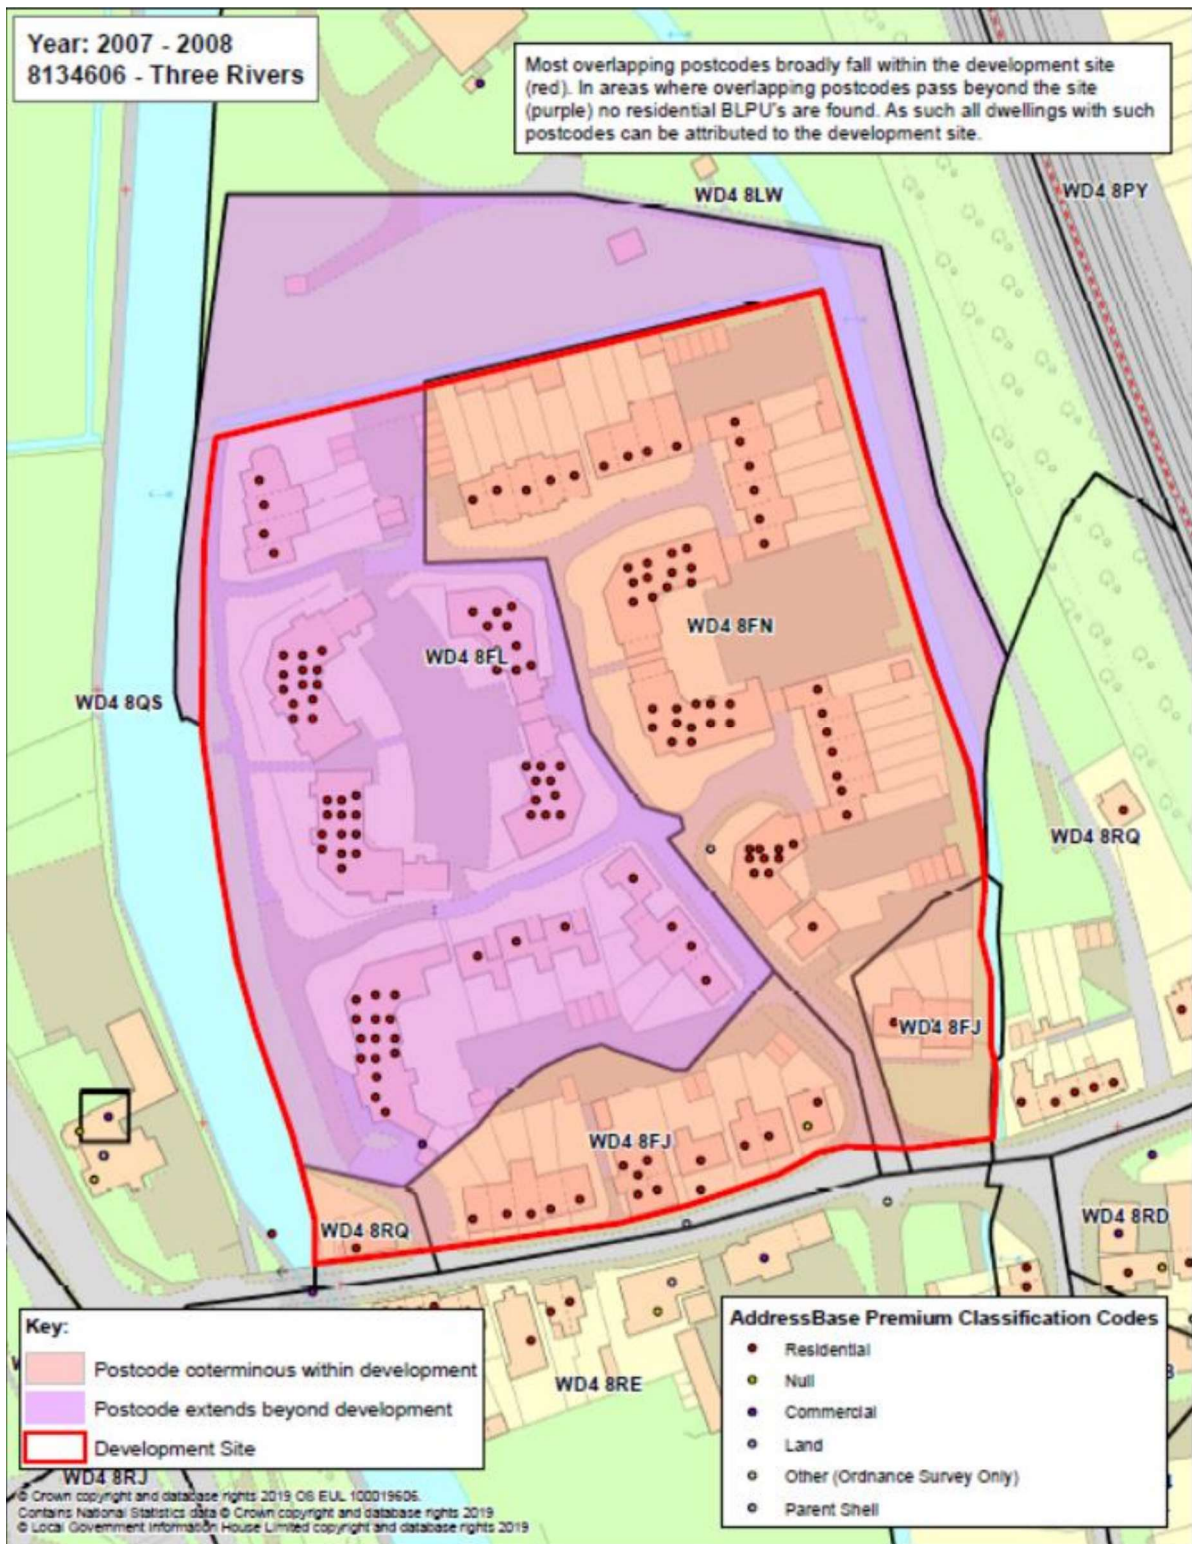 Year: 2007 - 2008
8134606 - Three Rivers
Most overlapping postcodes broadly fall within the development site
(red). In areas where overlapping postcodes pass beyond the site
(purple) no residential BLPU's are found. As such all dwellings with such
postcodes can be attributed to the development site.
WD4 8LW
WD4 8PY
WD4 8FN
WD4 8FL
WD4 8QS
WD4 8RQ
WD4 8FJ
WD4 8FJ
WD4 8RQ
WD4 8RD
WD4 8RE
WD4 8RJ
Key:
Postcode coterminous within development
Postcode extends beyond development
Development Site
AddressBase Premium Classification Codes
Residential
Null
Commercial
Land
Other (Ordnance Survey Only)
Parent Shell
© Crown copyright and database rights 2019 OS EUL 100019606.
Contains National Statistics data © Crown copyright and database rights 2019
© Local Government Information House Limited copyright and database rights 2019